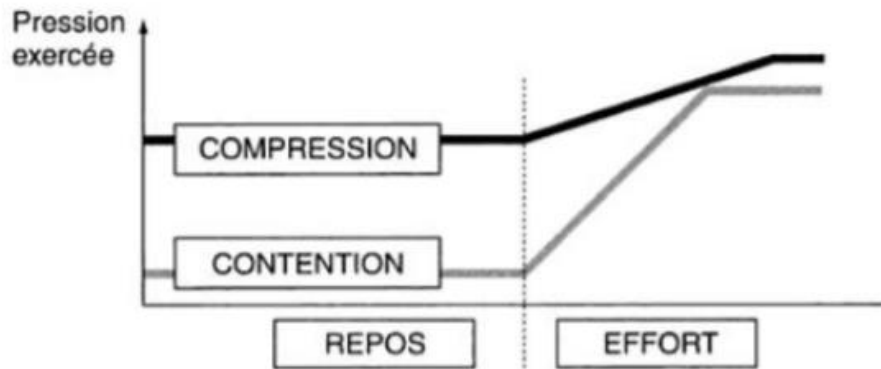 Pression
exercée
COMPRESSION
CONTENTION
REPOS
EFFORT